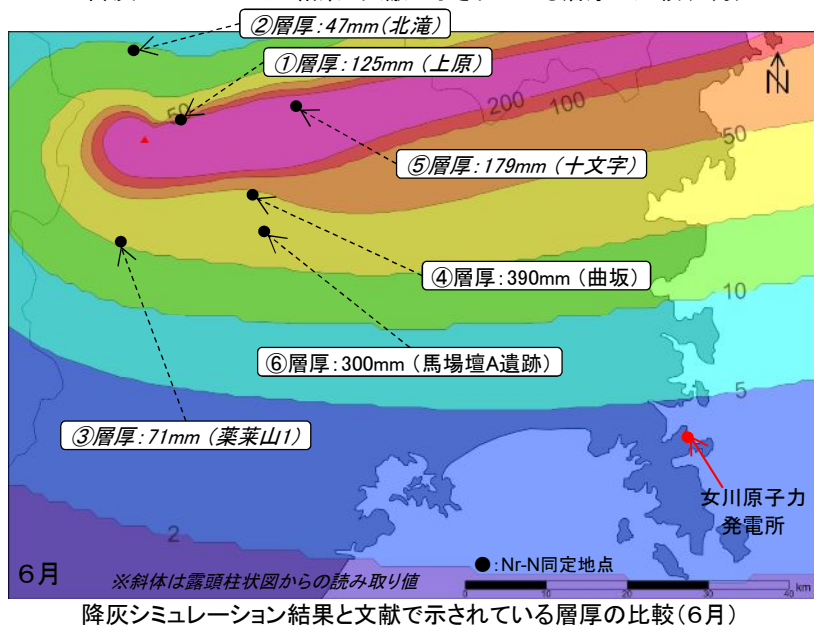 ②層厚：47mm（北滝）
①層厚：125mm（上原）
50
200
100
50
N
⑤層厚：179mm（十文字）
④層厚：390mm（曲坂）
10
⑥層厚：300mm（馬場壇A遺跡）
5
③層厚：71mm（薬莱山1）
女川原子力
発電所
2
6月
※斜体は露頭柱状図からの読み取り値
●：Nr-N同定地点
0
10
20
30
40
km
降灰シミュレーション結果と文献で示されている層厚の比較（6月）